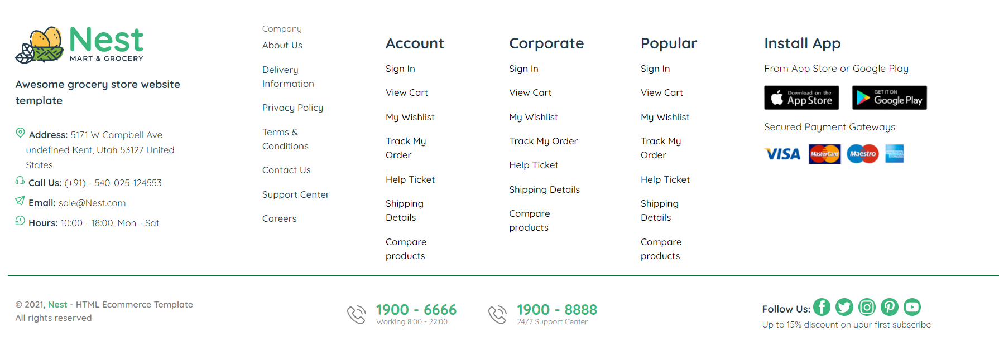 Nest
MART & GROCERY
Awesome grocery store website
template
Address: 5171 W Campbell Ave
undefined Kent, Utah 53127 United
States
Call Us: (+91) - 540-025-124553
Email: sale@Nest.com
Hours: 10:00 - 18:00, Mon - Sat
Company
About Us
Delivery
Information
Privacy Policy
Terms &
Conditions
Contact Us
Support Center
Careers
Account
Sign In
View Cart
My Wishlist
Track My
Order
Help Ticket
Shipping
Details
Compare
products
Corporate
Sign In
View Cart
My Wishlist
Track My Order
Help Ticket
Shipping Details
Compare
products
Popular
Sign In
View Cart
My Wishlist
Track My
Order
Help Ticket
Shipping
Details
Compare
products
Install App
From App Store or Google Play
Download on the
App Store
GET IT ON
Google Play
Secured Payment Gateways
VISA
MasterCard
Maestro
AMERICAN
EXPRESS
© 2021, Nest - HTML Ecommerce Template
All rights reserved
1900 - 6666
Working 8:00 - 22:00
1900 - 8888
24/7 Support Center
Follow Us:
Up to 15% discount on your first subscribe